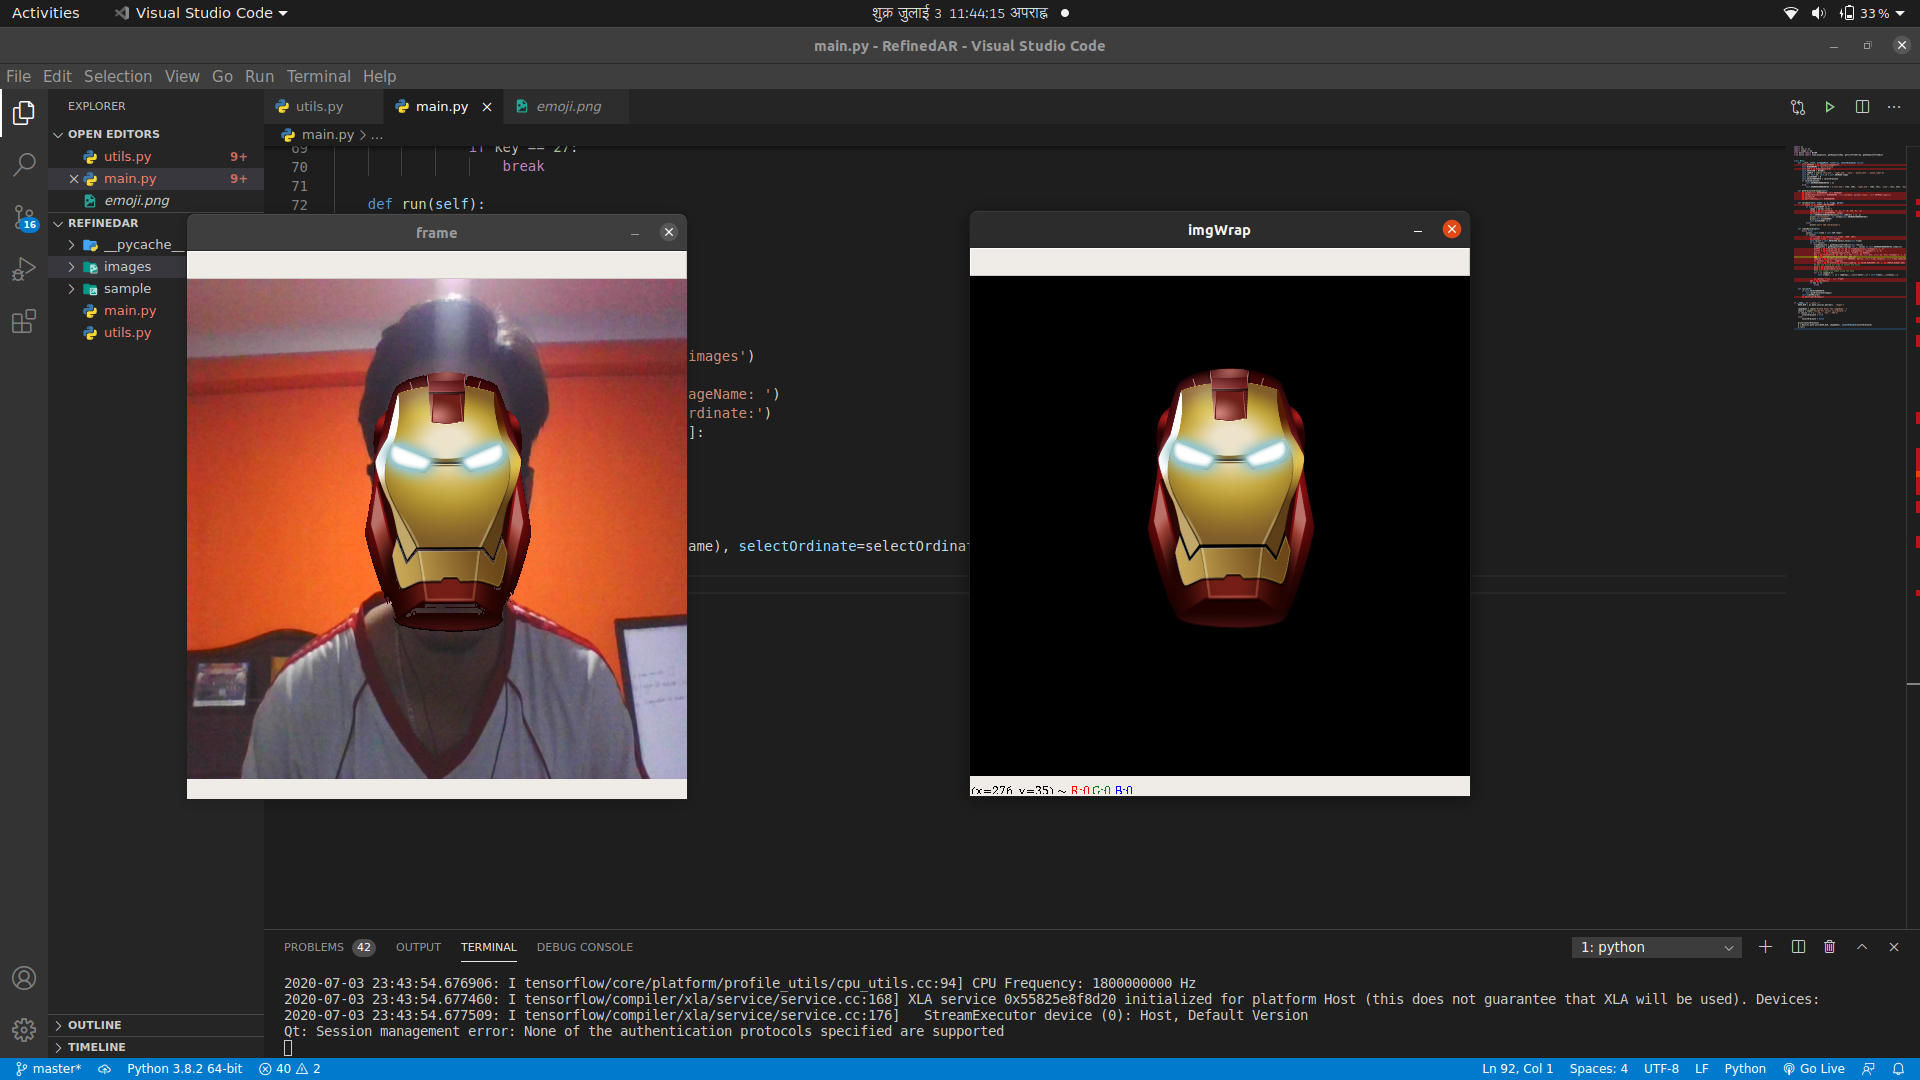 Activities
Visual Studio Code
शुक्र जुलाई 3 11:44:15 अपराह्न
33 %
main.py - RefinedAR - Visual Studio Code
File Edit Selection View Go Run Terminal Help
EXPLORER
OPEN EDITORS
utils.py 9+
main.py 9+
emoji.png
16
REFINEDAR
__pycache__
images
sample
main.py
utils.py
OUTLINE
TIMELINE
utils.py
main.py
emoji.png
main.py > ...
69 if key == 27:
70 break
71
72 def run(self):
images')
ageName: ')
rdinate:')
]:
ame), selectOrdinate=selectOrdinat
frame
imgWrap
(x=276, y=35) ~ R:0 G:0 B:0
PROBLEMS 42 OUTPUT TERMINAL DEBUG CONSOLE
1: python
2020-07-03 23:43:54.676906: I tensorflow/core/platform/profile_utils/cpu_utils.cc:94] CPU Frequency: 1800000000 Hz
2020-07-03 23:43:54.677460: I tensorflow/compiler/xla/service/service.cc:168] XLA service 0x55825e8f8d20 initialized for platform Host (this does not guarantee that XLA will be used). Devices:
2020-07-03 23:43:54.677509: I tensorflow/compiler/xla/service/service.cc:176]   StreamExecutor device (0): Host, Default Version
Qt: Session management error: None of the authentication protocols specified are supported
master* Python 3.8.2 64-bit 40 2
Ln 92, Col 1 Spaces: 4 UTF-8 LF Python Go Live